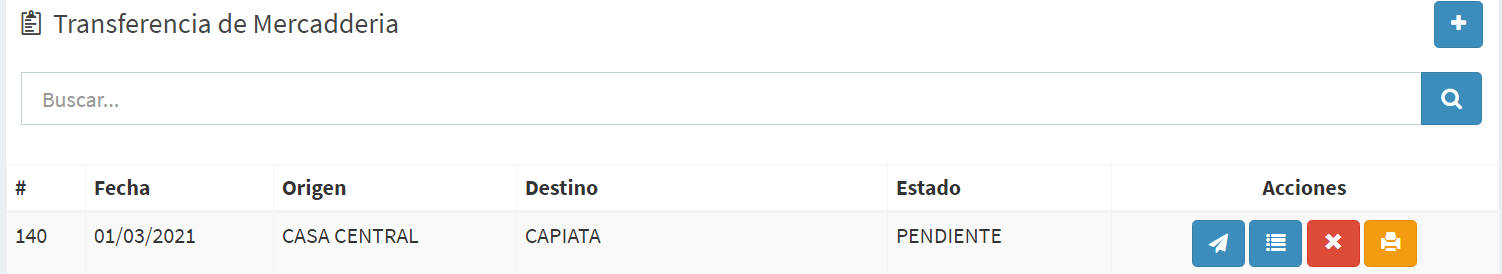 Transferencia de Mercadderia
Buscar...
# Fecha Origen Destino Estado Acciones
140 01/03/2021 CASA CENTRAL CAPIATA PENDIENTE